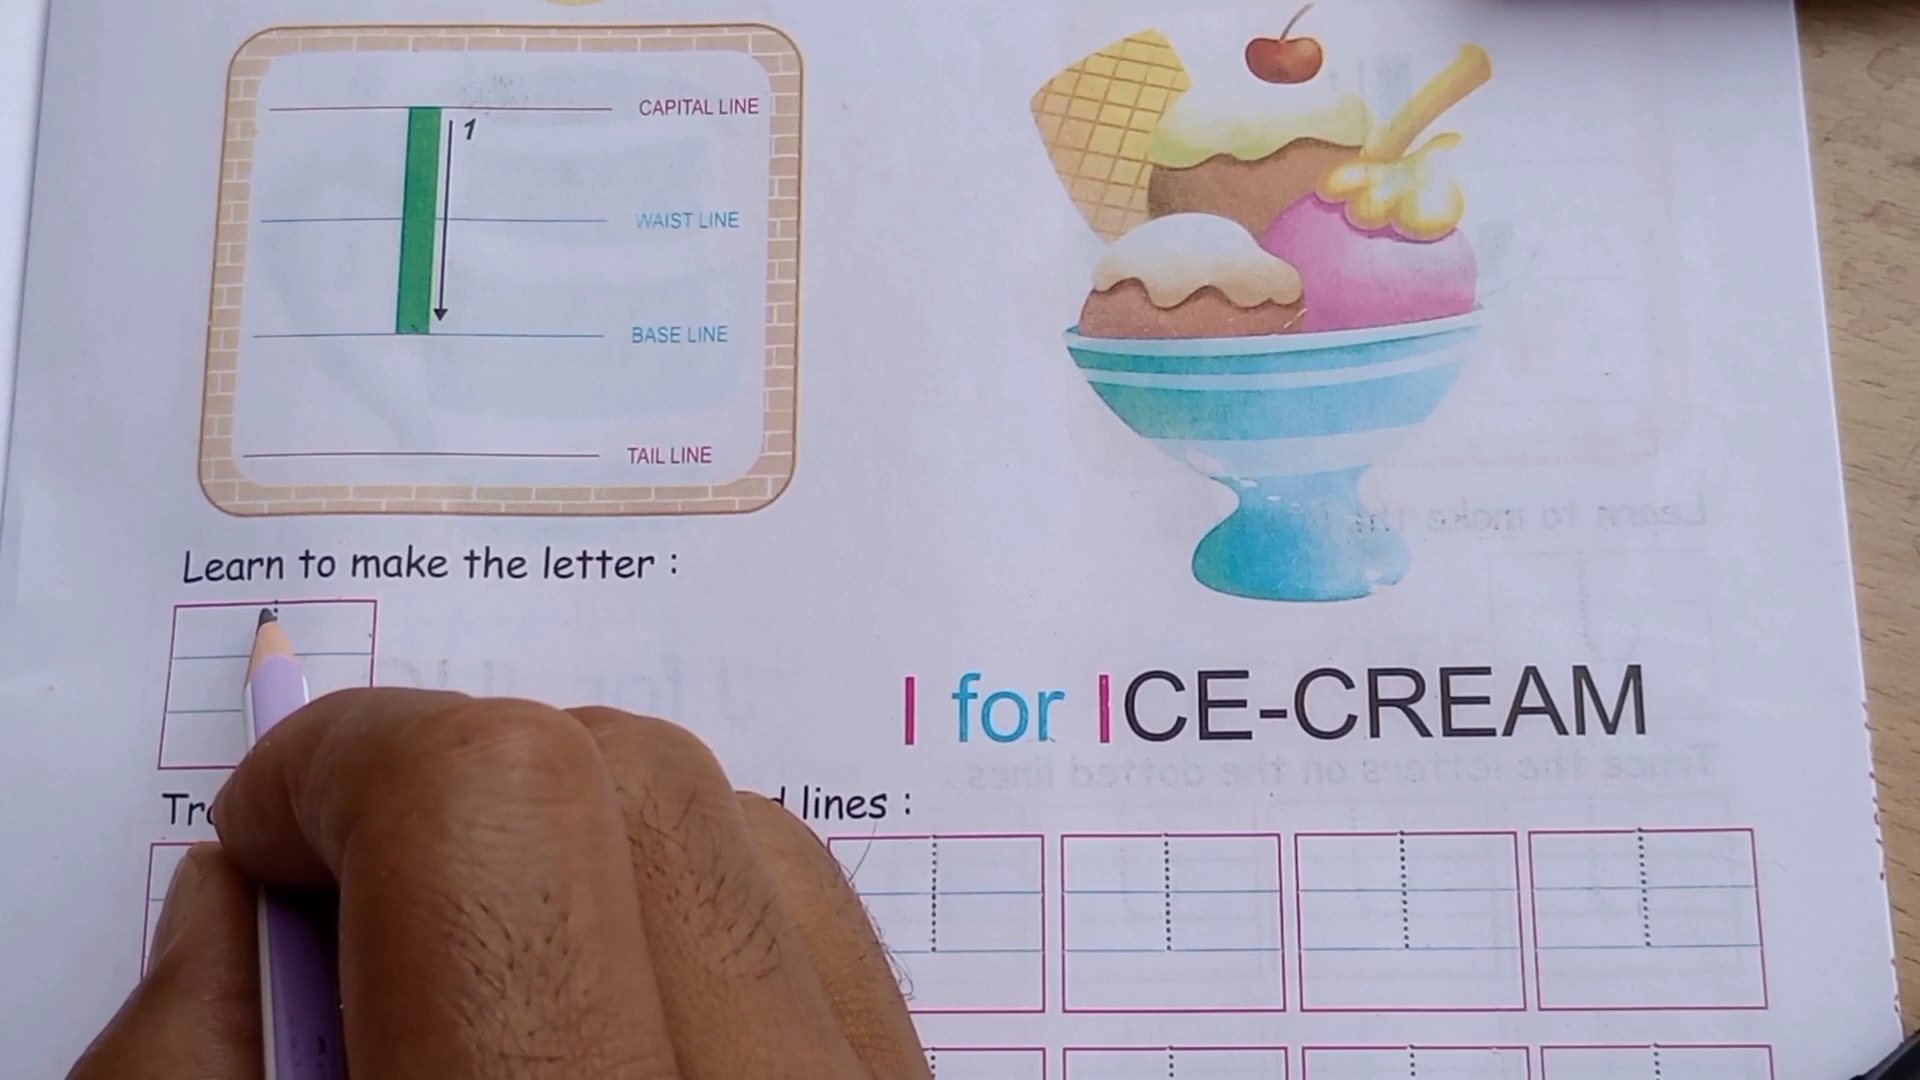 CAPITAL LINE
1
WAIST LINE
BASE LINE
TAIL LINE
Learn to make the letter :
I for ICE-CREAM
lines :